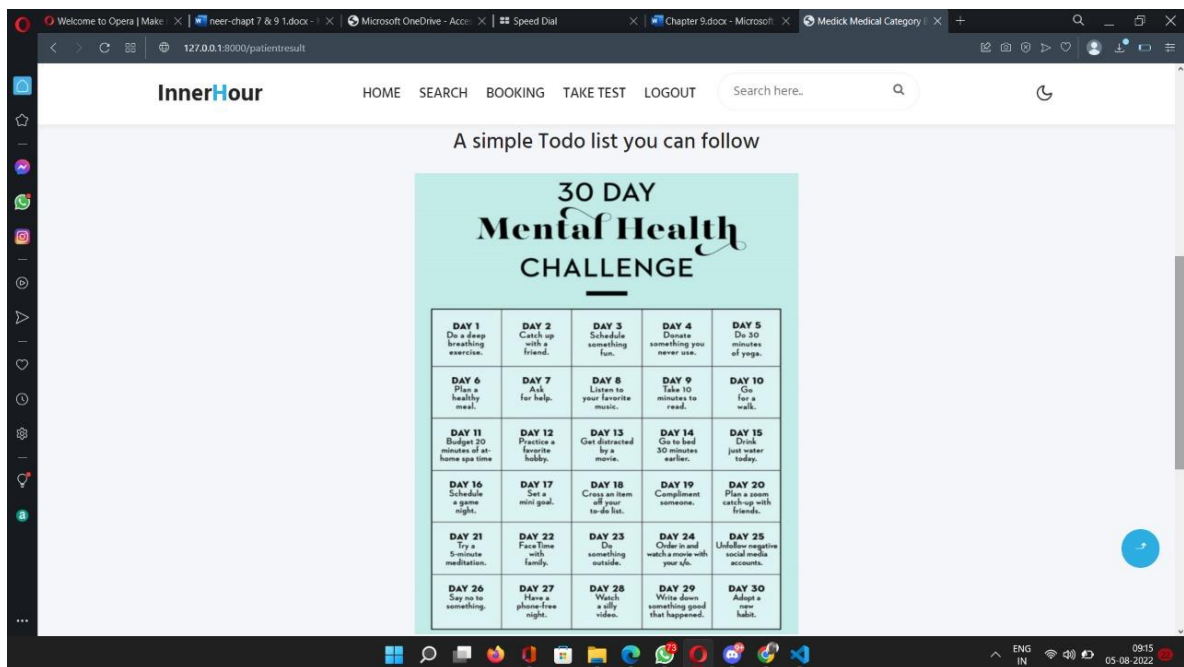 Welcome to Opera | Make
neer-chapt 7 & 9 1.docx -
Microsoft OneDrive - Acces
Speed Dial
Chapter 9.docx - Microsoft
Medick Medical Category
127.0.0.1:8000/patientresult
InnerHour
HOME SEARCH BOOKING TAKE TEST LOGOUT Search here..
A simple Todo list you can follow
30 DAY
Mental Health
CHALLENGE
DAY 1
Do a deep
breathing
exercise.
DAY 2
Catch up
with a
friend.
DAY 3
Schedule
something
fun.
DAY 4
Donate
something you
never use.
DAY 5
Do 30
minutes
of yoga.
DAY 6
Plan a
healthy
meal.
DAY 7
Ask
for help.
DAY 8
Listen to
your favorite
music.
DAY 9
Take 10
minutes to
read.
DAY 10
Go
for a
walk.
DAY 11
Budget 20
minutes of at-
home spa time
DAY 12
Practice a
favorite
hobby.
DAY 13
Get distracted
by a
movie.
DAY 14
Go to bed
30 minutes
earlier.
DAY 15
Drink
just water
today.
DAY 16
Schedule
a game
night.
DAY 17
Set a
mini goal.
DAY 18
Cross an item
off your
to-do list.
DAY 19
Compliment
someone.
DAY 20
Plan a zoom
catch-up with
friends.
DAY 21
Try a
5-minute
meditation.
DAY 22
FaceTime
with
family.
DAY 23
Do
something
outside.
DAY 24
Order in and
watch a movie with
your s/o.
DAY 25
Unfollow negative
social media
accounts.
DAY 26
Say no to
something.
DAY 27
Have a
phone-free
night.
DAY 28
Watch
a silly
video.
DAY 29
Write down
something good
that happened.
DAY 30
Adopt a
new
habit.
73
ENG
IN
09:15
05-08-2022